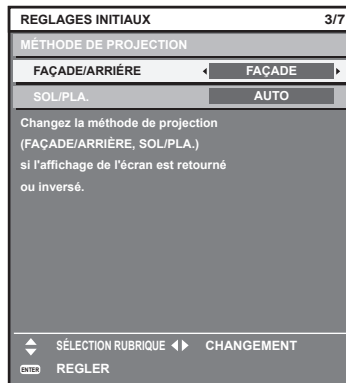 REGLAGES INITIAUX 3/7
MÉTHODE DE PROJECTION
FAÇADE/ARRIÉRE FAÇADE
SOL/PLA. AUTO
Changez la méthode de projection
(FAÇADE/ARRIÈRE, SOL/PLA.)
si l'affichage de l'écran est retourné
ou inversé.
SÉLECTION RUBRIQUE CHANGEMENT
ENTER REGLER